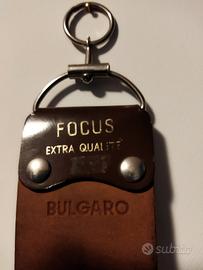 FOCUS
EXTRA QUALITÉ
BULGARO
subito